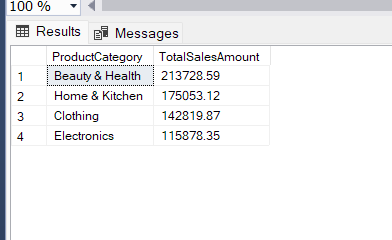 100 %
Results Messages
ProductCategory TotalSalesAmount
1 Beauty & Health 213728.59
2 Home & Kitchen 175053.12
3 Clothing 142819.87
4 Electronics 115878.35